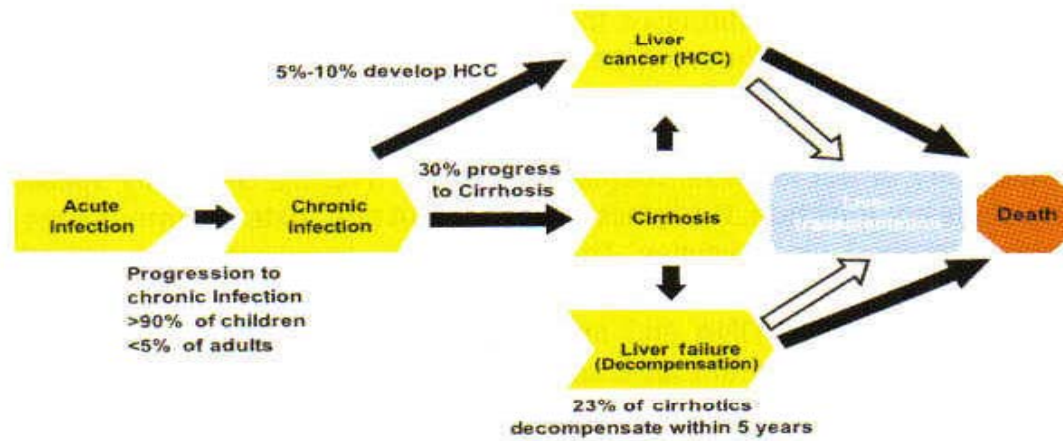 Liver
cancer (HCC)
5%-10% develop HCC
30% progress
to Cirrhosis
Acute
Infection
Chronic
Infection
Cirrhosis
Liver
Death
Progression to
chronic Infection
>90% of children
<5% of adults
Liver failure
(Decompensation)
23% of cirrhotics
decompensate within 5 years